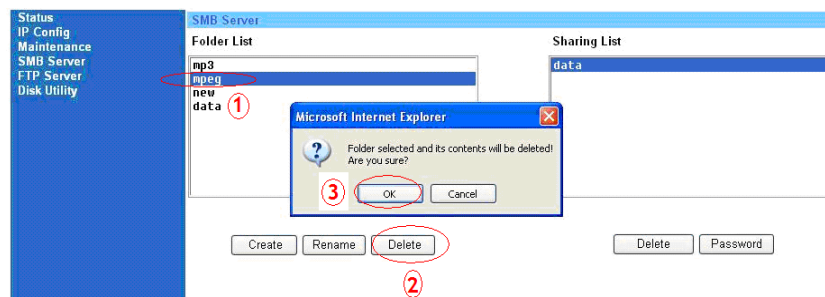 Status
IP Config
Maintenance
SMB Server
FTP Server
Disk Utility
SMB Server
Folder List
Sharing List
mp3
mpeg
new
data
1
data
Microsoft Internet Explorer
Folder selected and its contents will be deleted!
Are you sure?
3
OK Cancel
Create Rename Delete
Delete Password
2